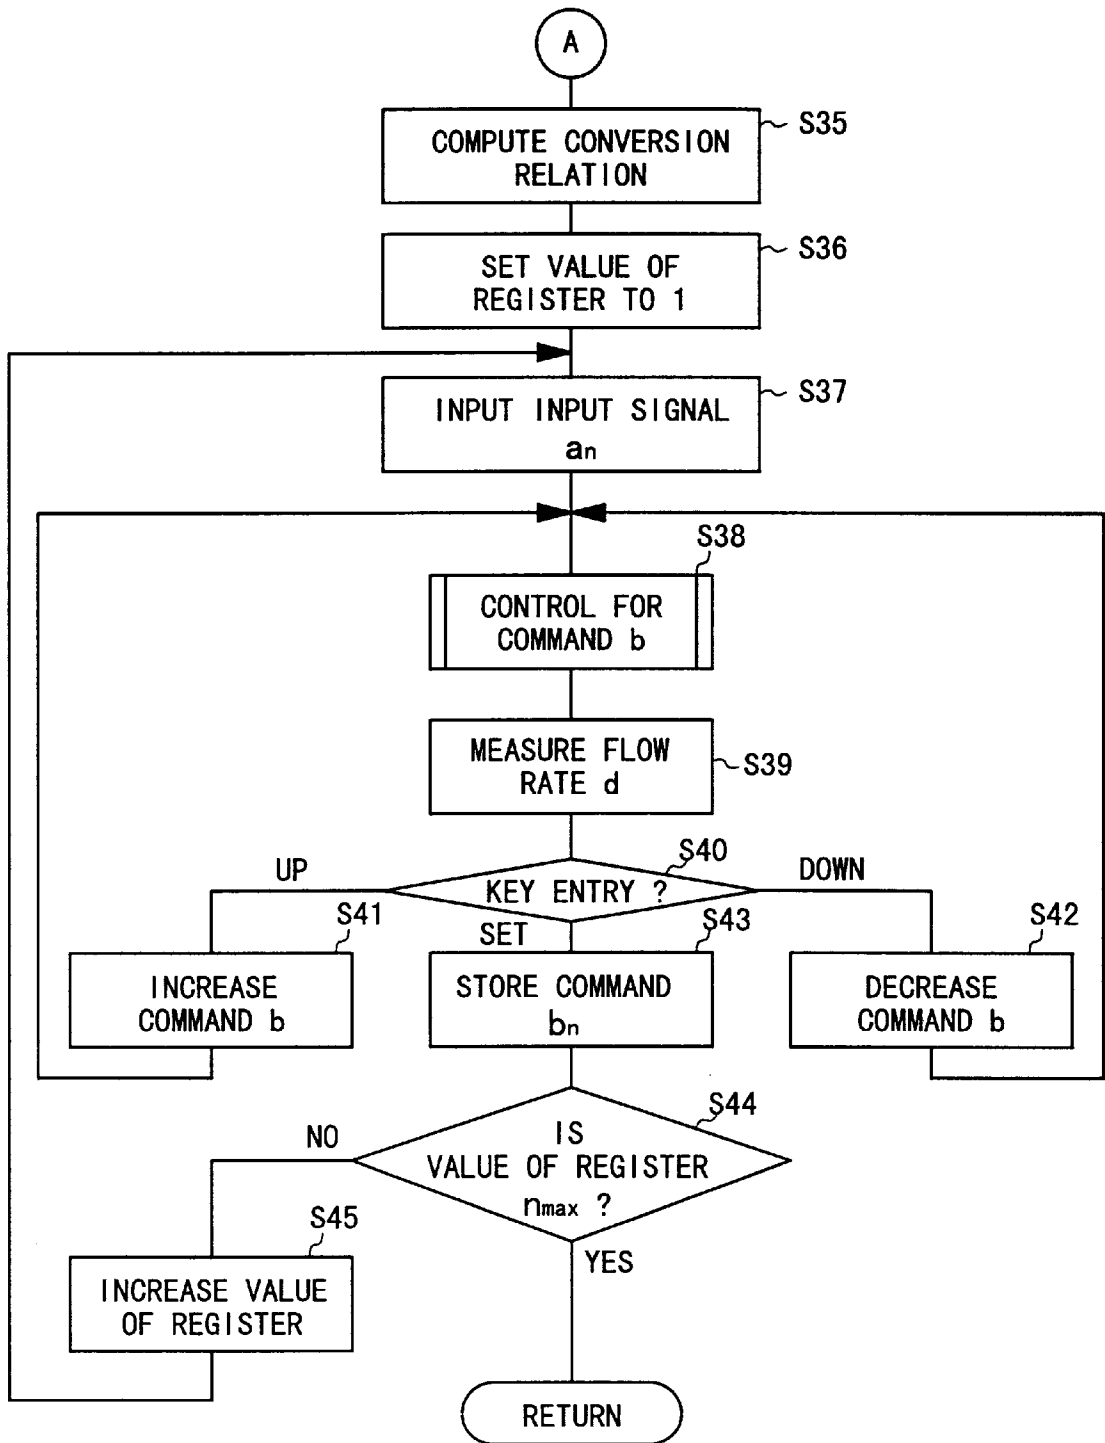 A
COMPUTE CONVERSION
RELATION
S35
SET VALUE OF
REGISTER TO 1
S36
INPUT INPUT SIGNAL
an
S37
CONTROL FOR
COMMAND b
S38
MEASURE FLOW
RATE d
S39
KEY ENTRY ?
S40
UP
DOWN
SET
S41
INCREASE
COMMAND b
S43
STORE COMMAND
bn
S42
DECREASE
COMMAND b
IS
VALUE OF REGISTER
nmax ?
S44
NO
YES
S45
INCREASE VALUE
OF REGISTER
RETURN